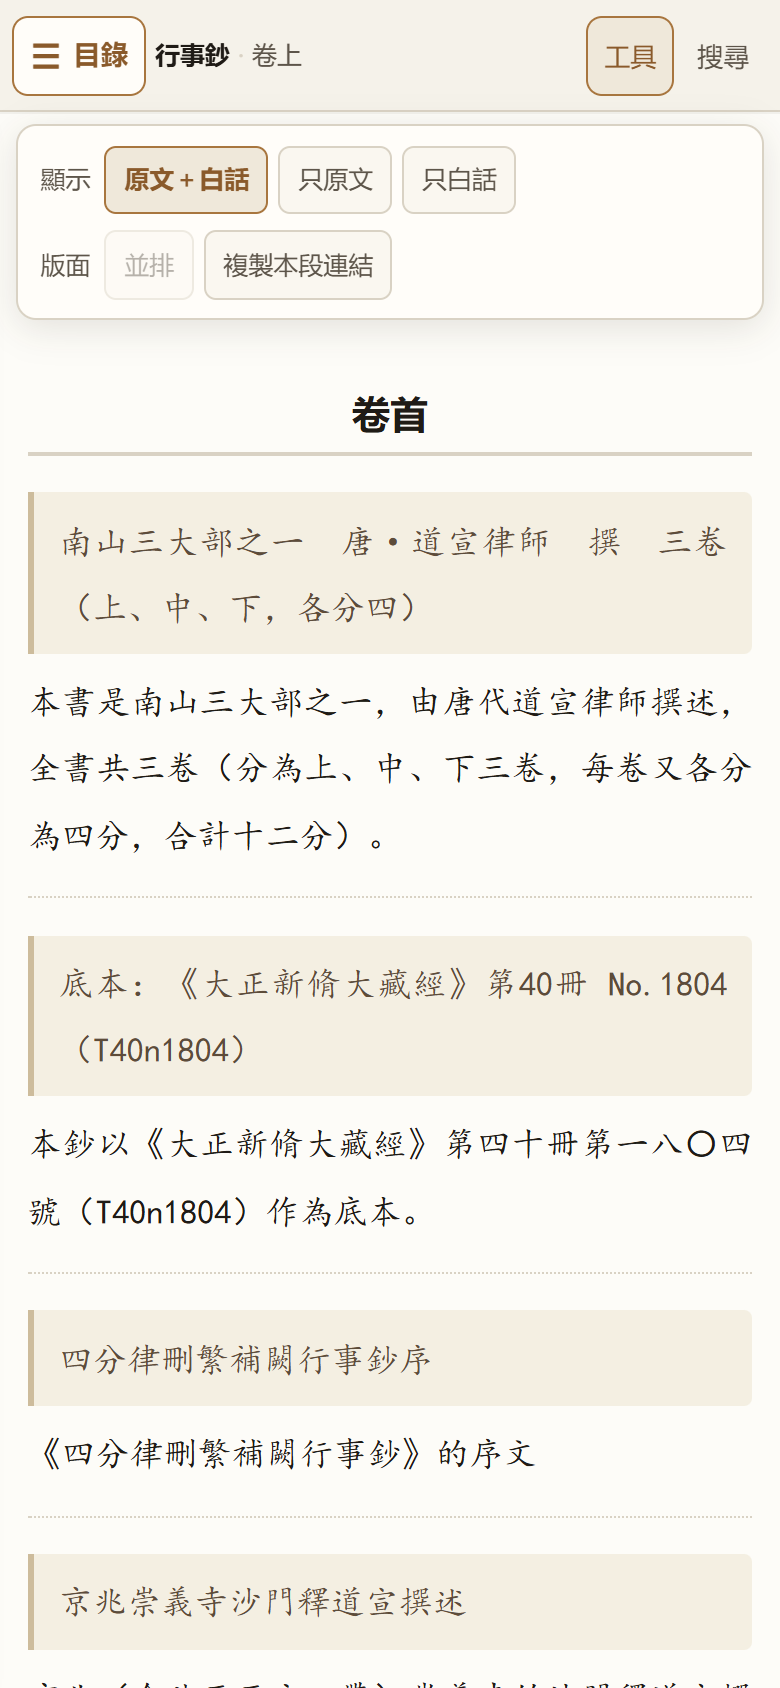 ☰ 目錄 行事鈔 · 卷上 工具 搜尋
顯示 原文+白話 只原文 只白話
版面 並排 複製本段連結
卷首
南山三大部之一　唐•道宣律師　撰　三卷
（上、中、下，各分四）
本書是南山三大部之一，由唐代道宣律師撰述，
全書共三卷（分為上、中、下三卷，每卷又各分
為四分，合計十二分）。
底本：《大正新脩大藏經》第40冊 No. 1804
（T40n1804）
本鈔以《大正新脩大藏經》第四十冊第一八〇四
號（T40n1804）作為底本。
四分律刪繁補闕行事鈔序
《四分律刪繁補闕行事鈔》的序文
京兆崇義寺沙門釋道宣撰述